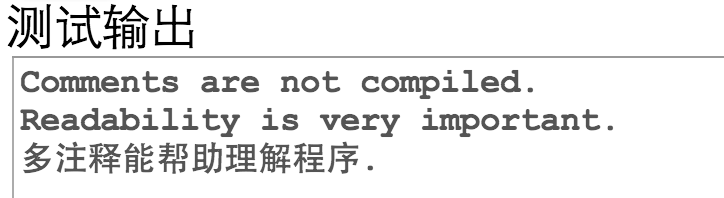 测试输出
Comments are not compiled.
Readability is very important.
多注释能帮助理解程序.